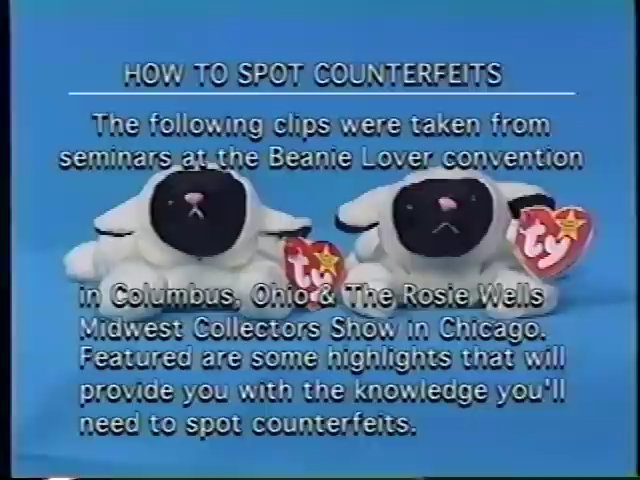 HOW TO SPOT COUNTERFEITS
The following clips were taken from
seminars at the Beanie Lover convention
ty
ty
in Columbus, Ohio & The Rosie Wells
Midwest Collectors Show in Chicago.
Featured are some highlights that will
provide you with the knowledge you'll
need to spot counterfeits.